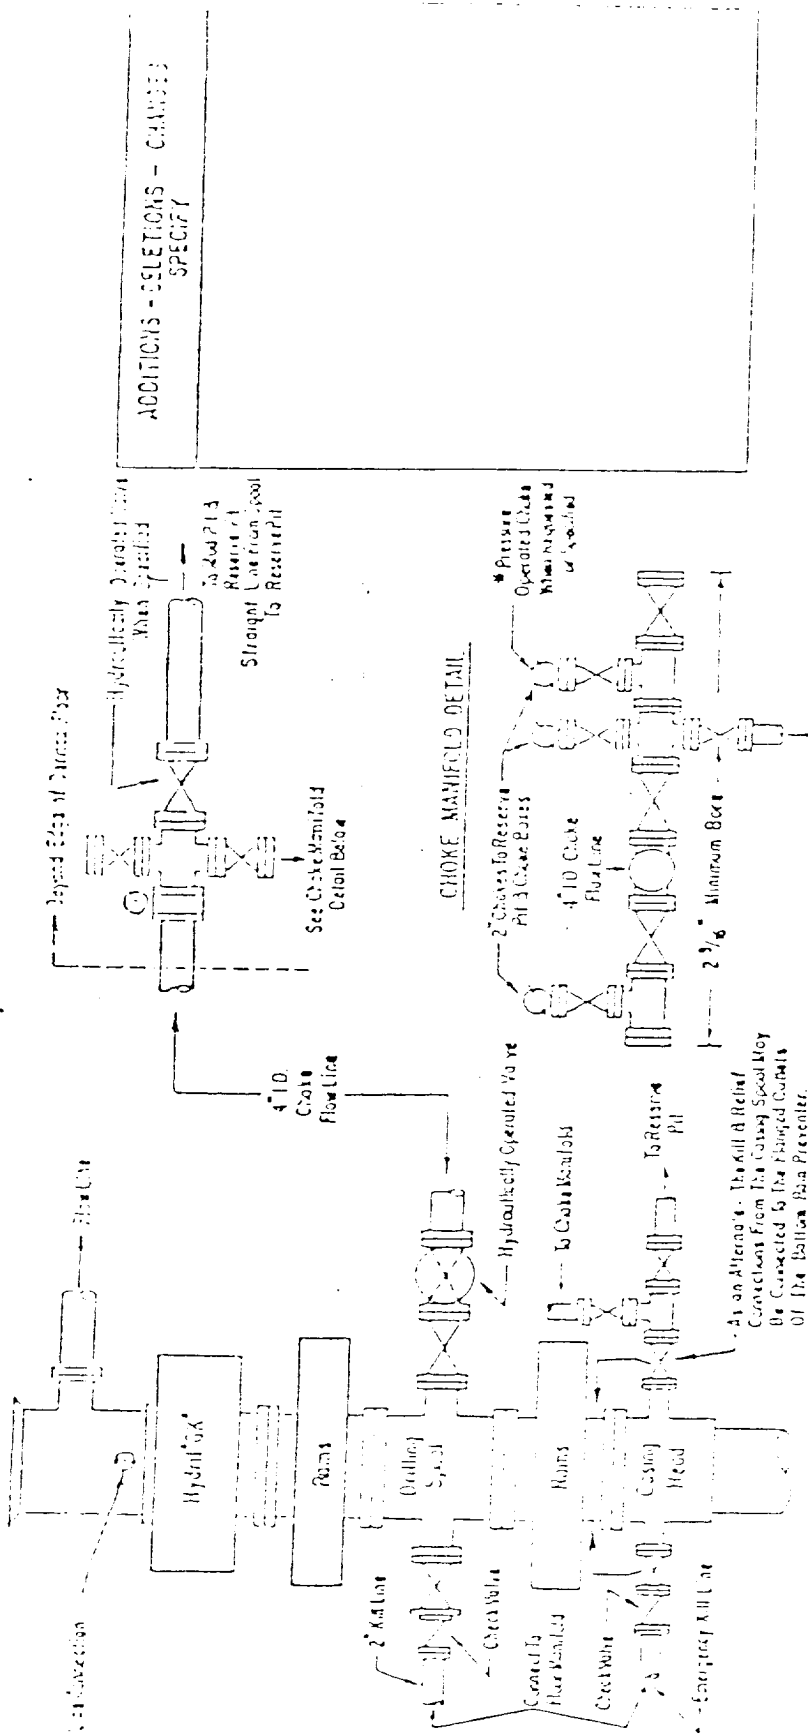 ADDITIONS - DELETIONS - CHANGES
SPECIFY
Beyond Edge of Derrick Floor
Hydraulically Operated Valve
When Specified
To Mud Pit &
Reserve Pit
Straight Line From Spool
To Reserve Pit
See Choke Manifold
Detail Below
4" I.D.
Choke
Flow Line
CHOKE MANIFOLD DETAIL
2" Chokes To Reserve
Pit & Choke Boxes
* Pressure
Operated Choke
When Requested
or Specified
4" I D Choke
Flow Line
2 9/16" Minimum Bore
Flow Line
Connection
Hydril "GK"
Rams
Drilling
Spool
2" Kill Line
Check Valve
Hydraulically Operated Valve
Rams
To Choke Manifold
Connect To
Floor Manifold
Check Valve
Casing
Head
To Reserve
Pit
Emergency Kill Line
As an Alternate - The Kill & Relief
Connections From The Casing Spool May
Be Connected To The Flanged Outlets
Of The Bottom Ram Preventer.